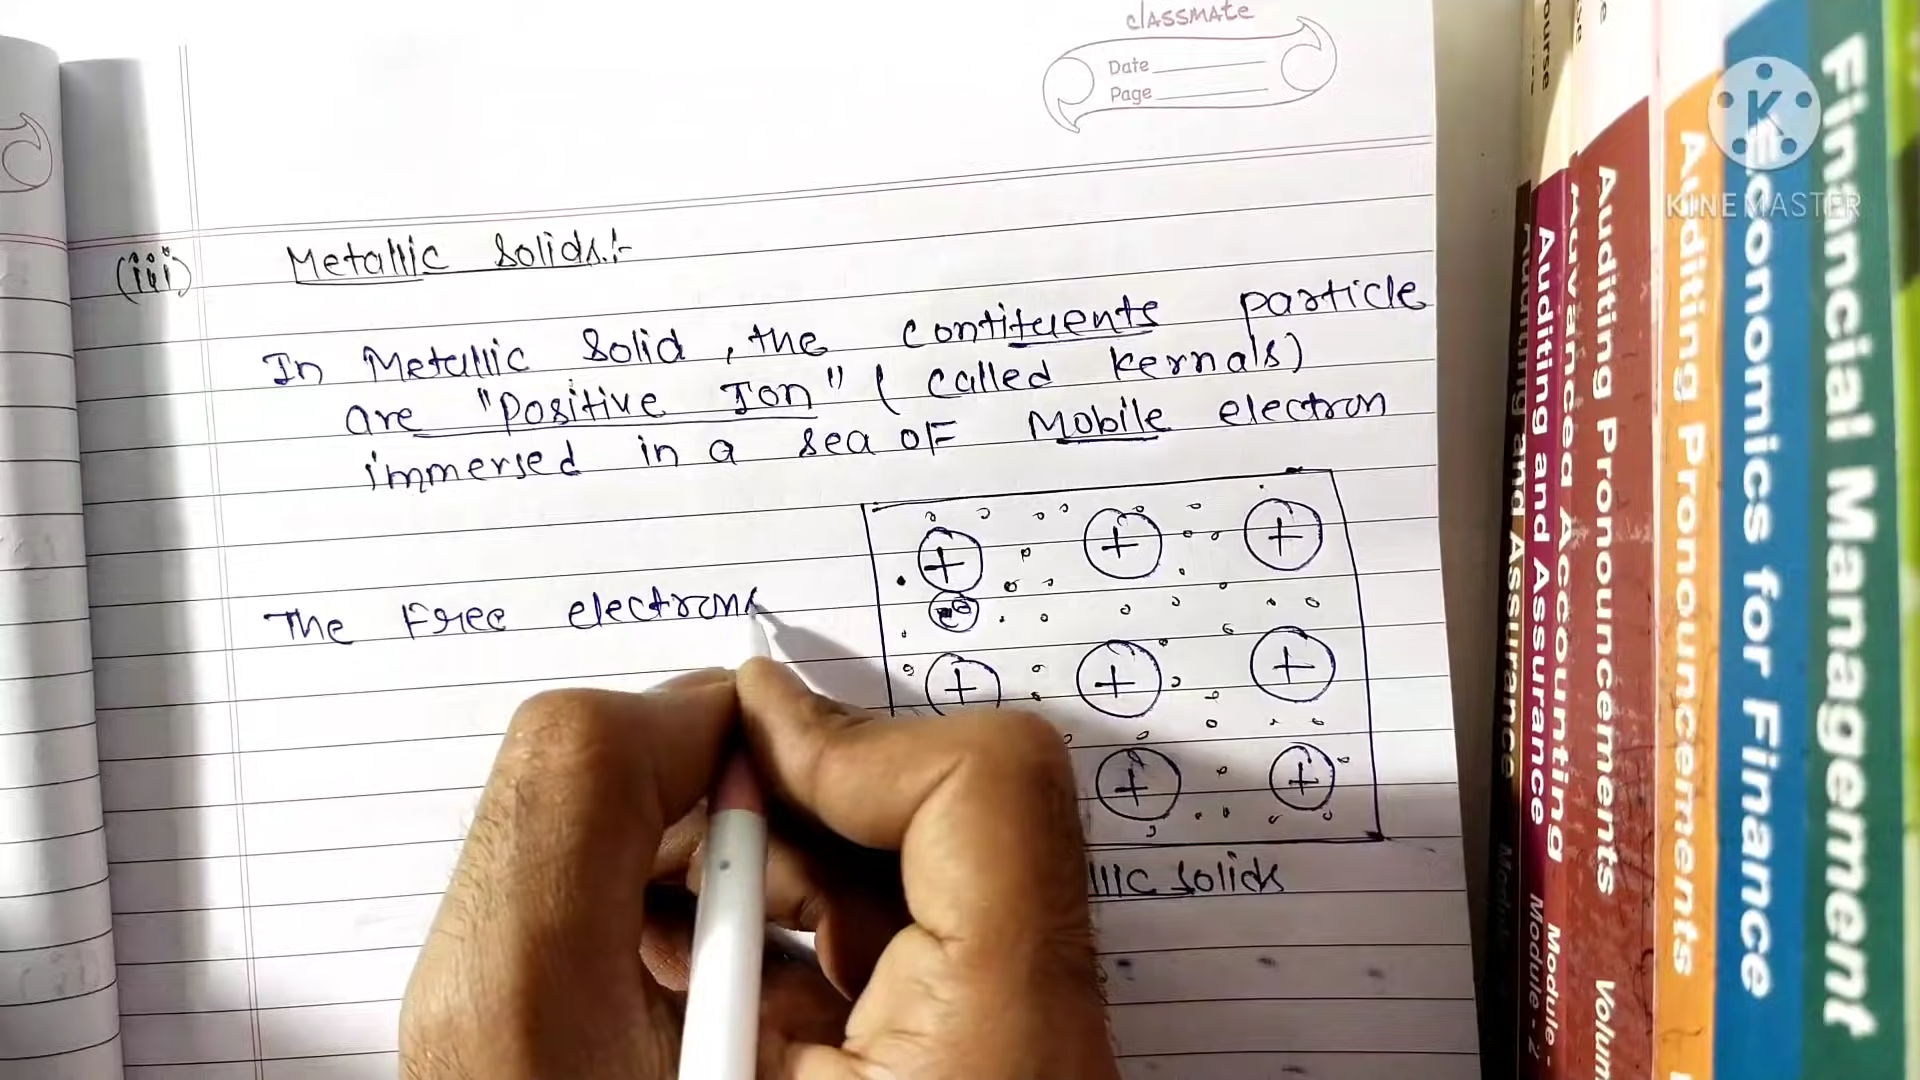 classmate
Date
Page
(iii) Metallic Solids:-
In Metallic Solid, the contituents particle
are "Positive Ion" ( called kernals)
immersed in a sea of Mobile electron
The Free electrons
llic solids
Auditing and Assurance
Auditing and Assurance Module - 2
Advanced Accounting Module -
Auditing Pronouncements Volum
Auditing Pronouncements
Economics for Finance
Financial Management
KINEMASTER